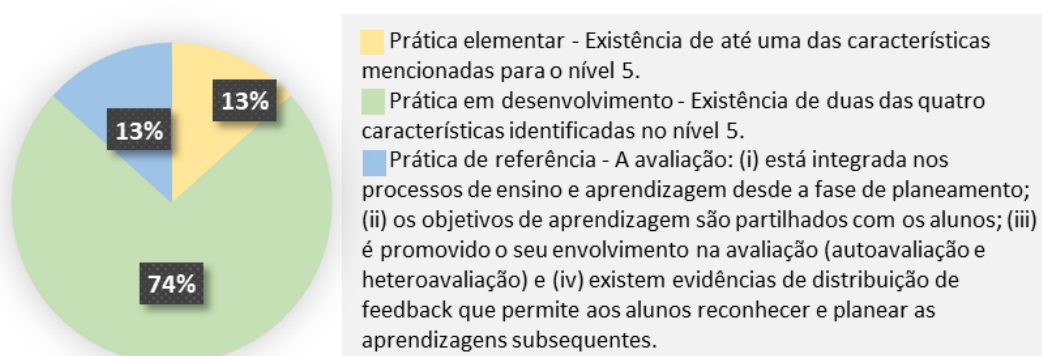 13%
13%
74%
Prática elementar - Existência de até uma das características
mencionadas para o nível 5.
Prática em desenvolvimento - Existência de duas das quatro
características identificadas no nível 5.
Prática de referência - A avaliação: (i) está integrada nos
processos de ensino e aprendizagem desde a fase de planeamento;
(ii) os objetivos de aprendizagem são partilhados com os alunos; (iii)
é promovido o seu envolvimento na avaliação (autoavaliação e
heteroavaliação) e (iv) existem evidências de distribuição de
feedback que permite aos alunos reconhecer e planear as
aprendizagens subsequentes.